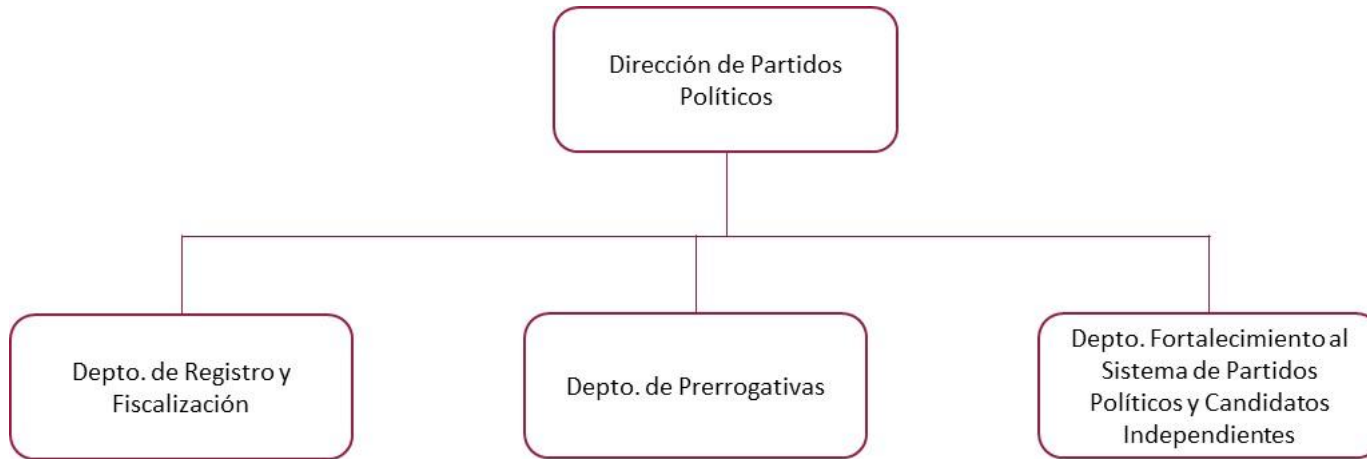 Dirección de Partidos
Políticos
Depto. de Registro y
Fiscalización
Depto. de Prerrogativas
Depto. Fortalecimiento al
Sistema de Partidos
Políticos y Candidatos
Independientes